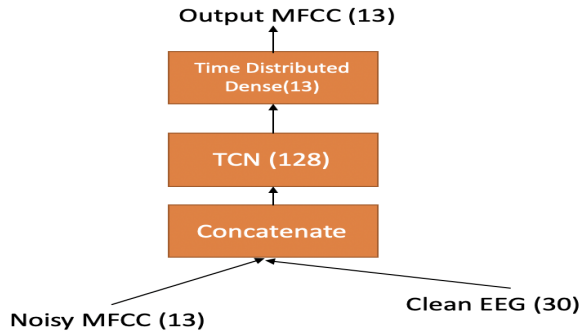 Output MFCC (13)
Time Distributed
Dense(13)
TCN (128)
Concatenate
Clean EEG (30)
Noisy MFCC (13)